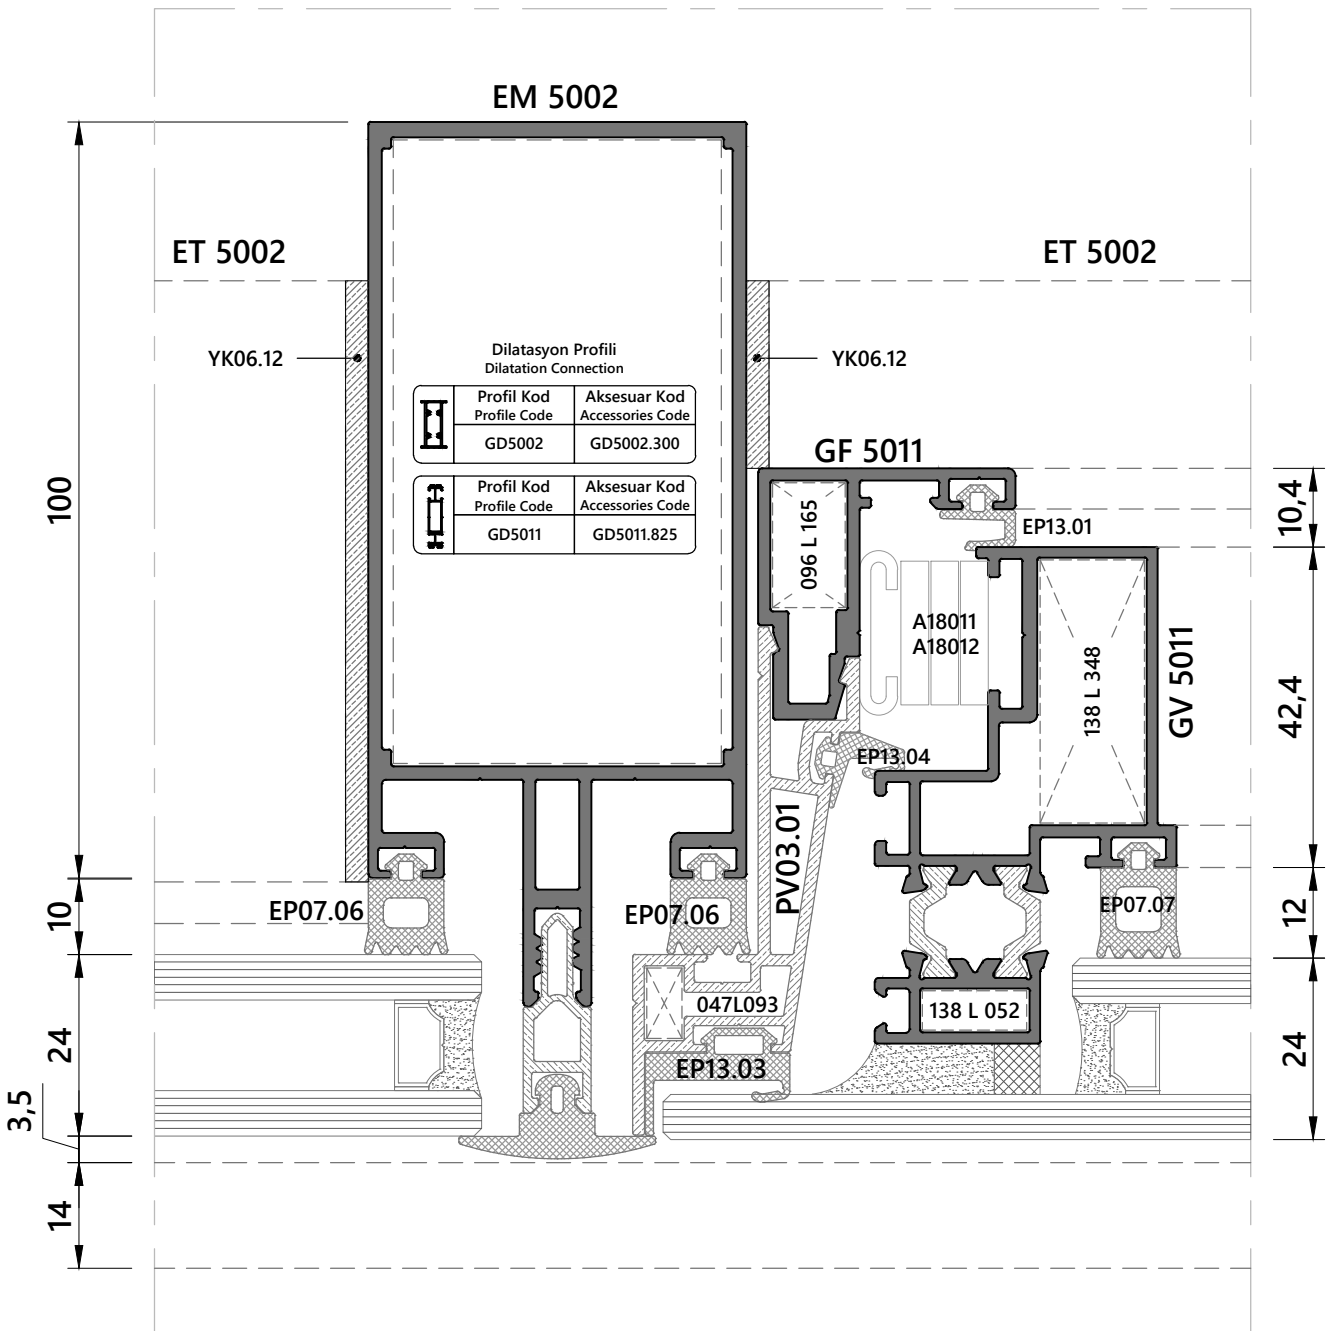 EM 5002
ET 5002
ET 5002
YK06.12
YK06.12
Dilatasyon Profili
Dilatation Connection
Profil Kod
Profile Code
Aksesuar Kod
Accessories Code
GD5002
GD5002.300
Profil Kod
Profile Code
Aksesuar Kod
Accessories Code
GD5011
GD5011.825
GF 5011
096 L 165
EP13.01
A18011
A18012
138 L 348
GV 5011
EP13.04
PV03.01
EP07.06
EP07.06
EP07.07
047L093
138 L 052
EP13.03
100
10
24
3,5
14
10,4
42,4
12
24